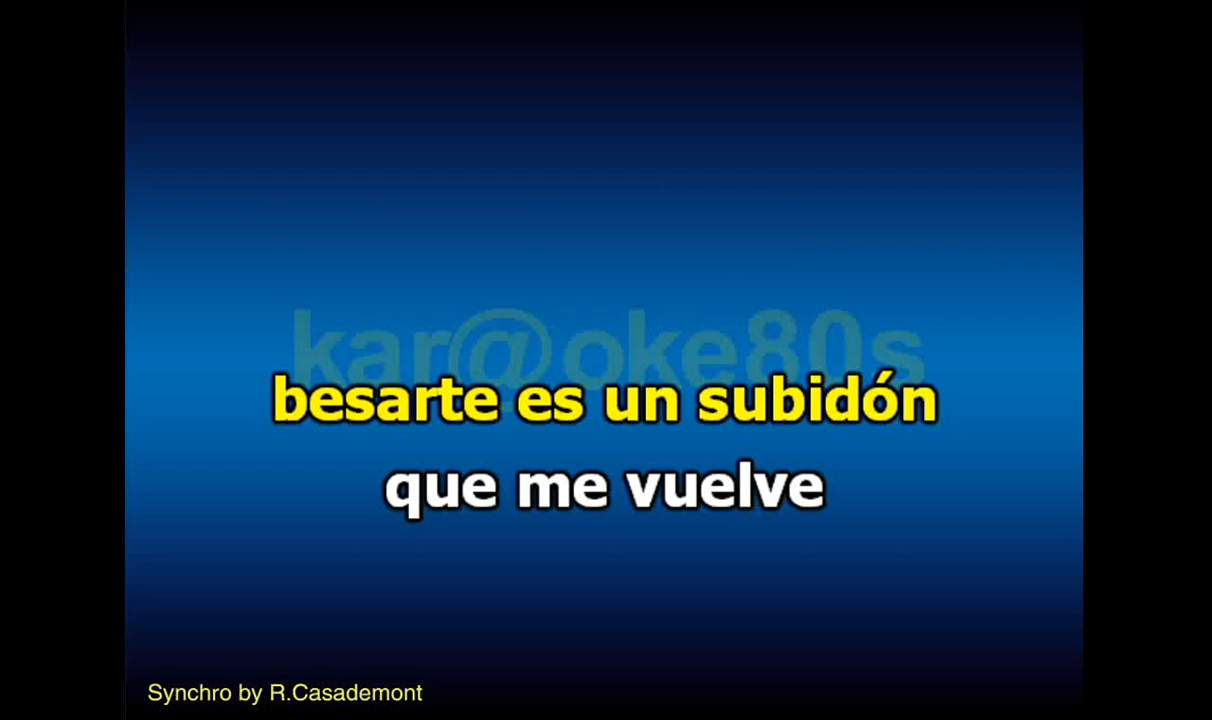 kar@oke80s
besarte es un subidón
que me vuelve
Synchro by R.Casademont